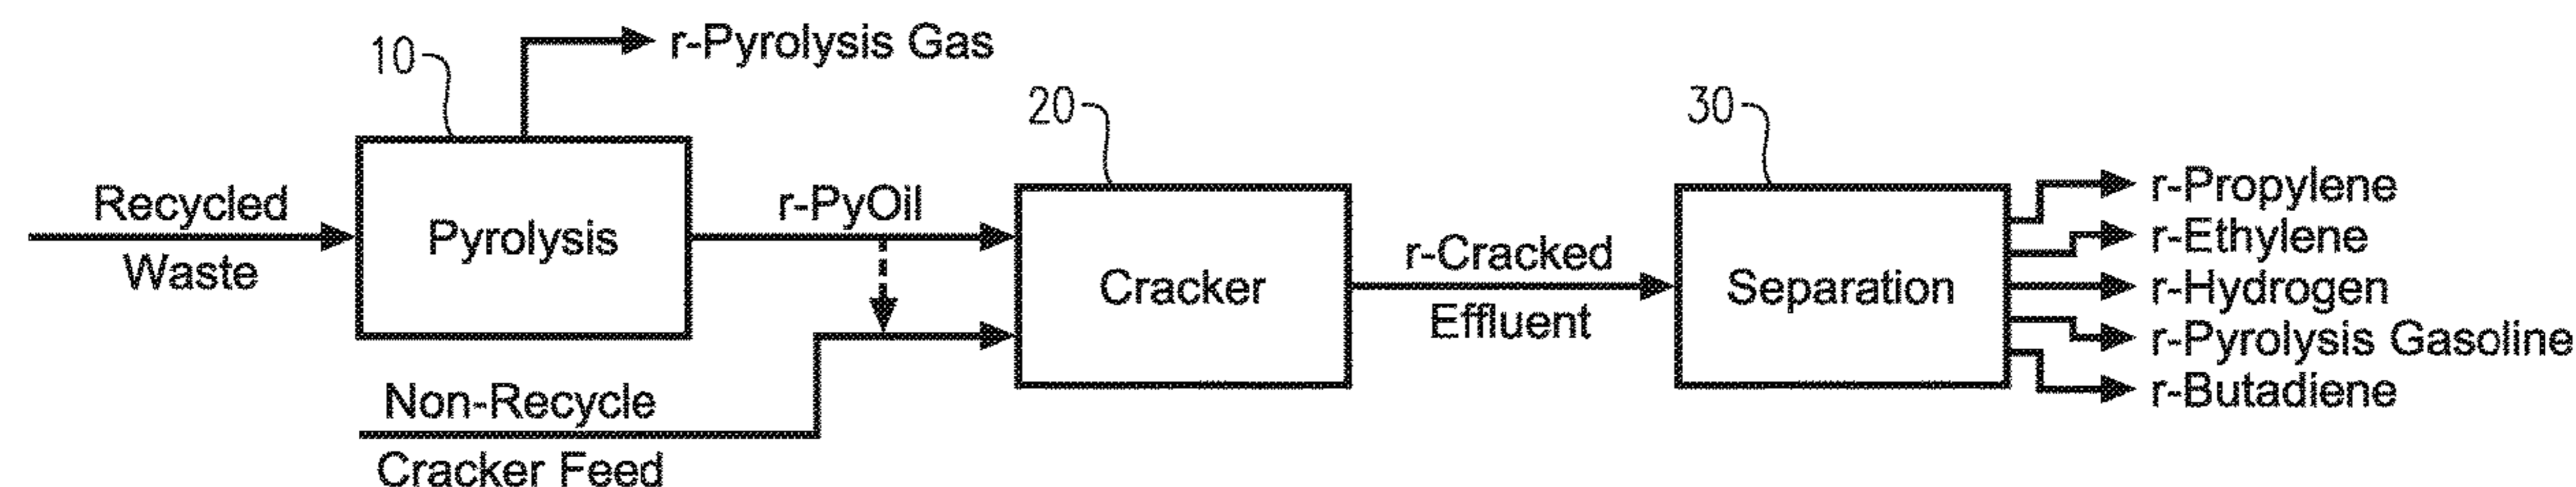 10
r-Pyrolysis Gas
20
30
Recycled
Waste
Pyrolysis
r-PyOil
Non-Recycle
Cracker Feed
Cracker
r-Cracked
Effluent
Separation
r-Propylene
r-Ethylene
r-Hydrogen
r-Pyrolysis Gasoline
r-Butadiene